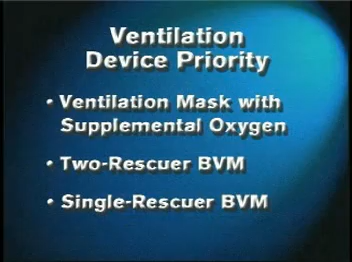 Ventilation
Device Priority
• Ventilation Mask with
Supplemental Oxygen
• Two-Rescuer BVM
• Single-Rescuer BVM